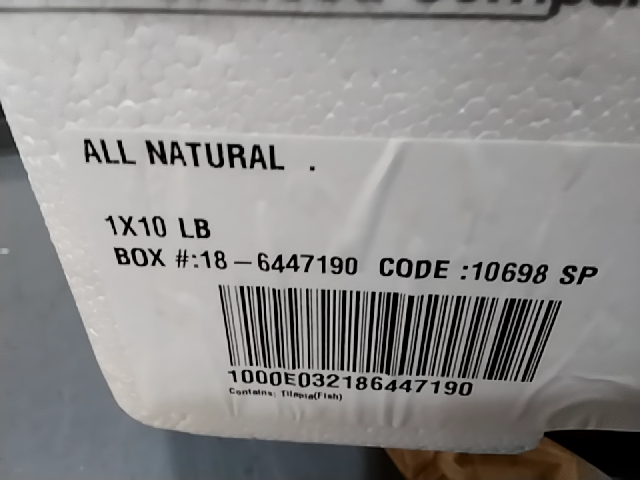 ALL NATURAL .
1X10 LB
BOX #:18-6447190 CODE :10698 SP
1000E032186447190
Contains: Tilapia(Fish)